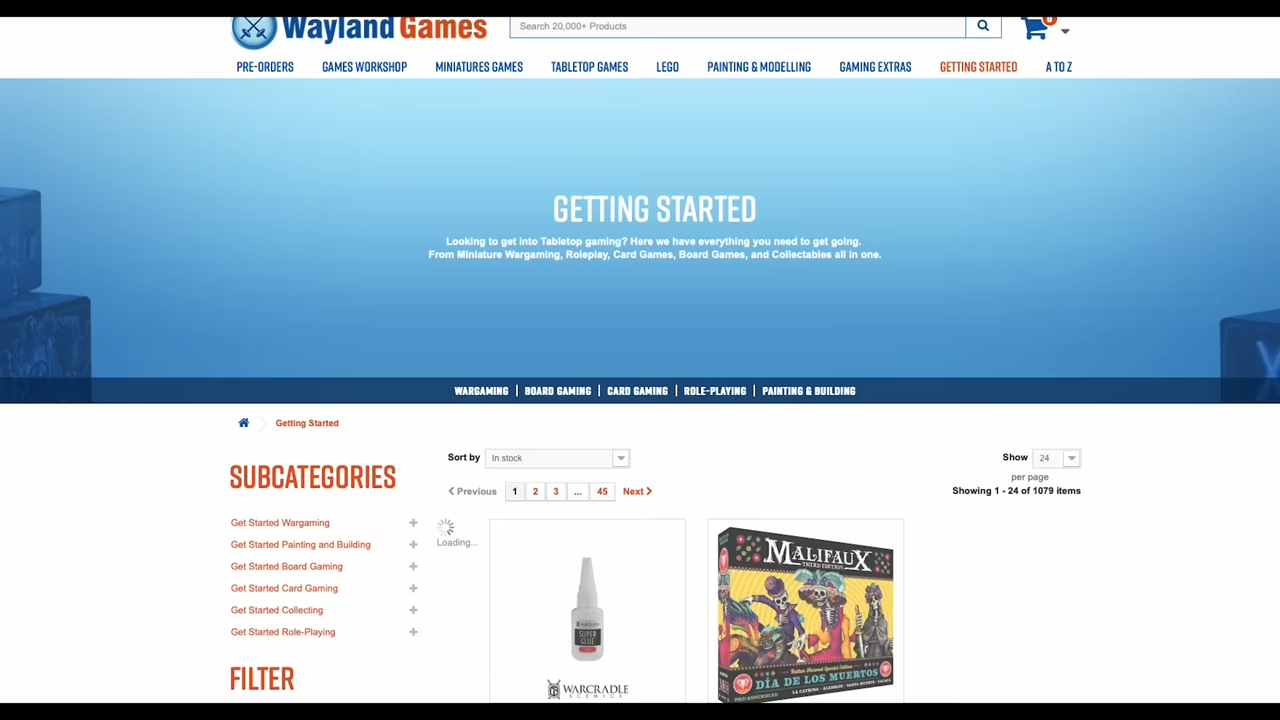 Wayland Games
Search 20,000+ Products
0
PRE-ORDERS GAMES WORKSHOP MINIATURES GAMES TABLETOP GAMES LEGO PAINTING & MODELLING GAMING EXTRAS GETTING STARTED A TO Z
GETTING STARTED
Looking to get into Tabletop gaming? Here we have everything you need to get going.
From Miniature Wargaming, Roleplay, Card Games, Board Games, and Collectables all in one.
WARGAMING | BOARD GAMING | CARD GAMING | ROLE-PLAYING | PAINTING & BUILDING
Getting Started
SUBCATEGORIES
Get Started Wargaming
Get Started Painting and Building
Get Started Board Gaming
Get Started Card Gaming
Get Started Collecting
Get Started Role-Playing
FILTER
Sort by In stock
Show 24
per page
Previous 1 2 3 ... 45 Next
Showing 1 - 24 of 1079 items
Loading...
SUPER
GLUE
WARCRADLE
SCENICS
MALIFAUX
THIRD EDITION
DÍA DE LOS MUERTOS